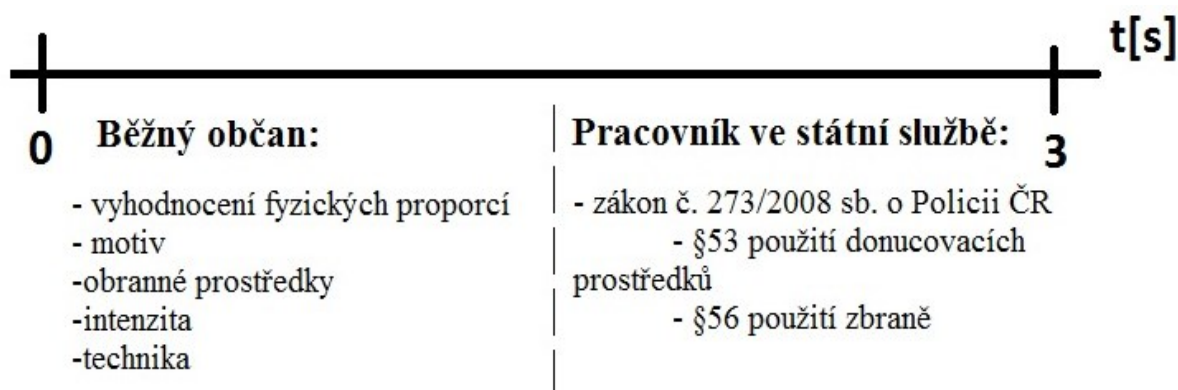 t[s]
0
3
Běžný občan:
- vyhodnocení fyzických proporcí
- motiv
-obranné prostředky
-intenzita
-technika
Pracovník ve státní službě:
- zákon č. 273/2008 sb. o Policii ČR
- §53 použití donucovacích
prostředků
- §56 použití zbraně